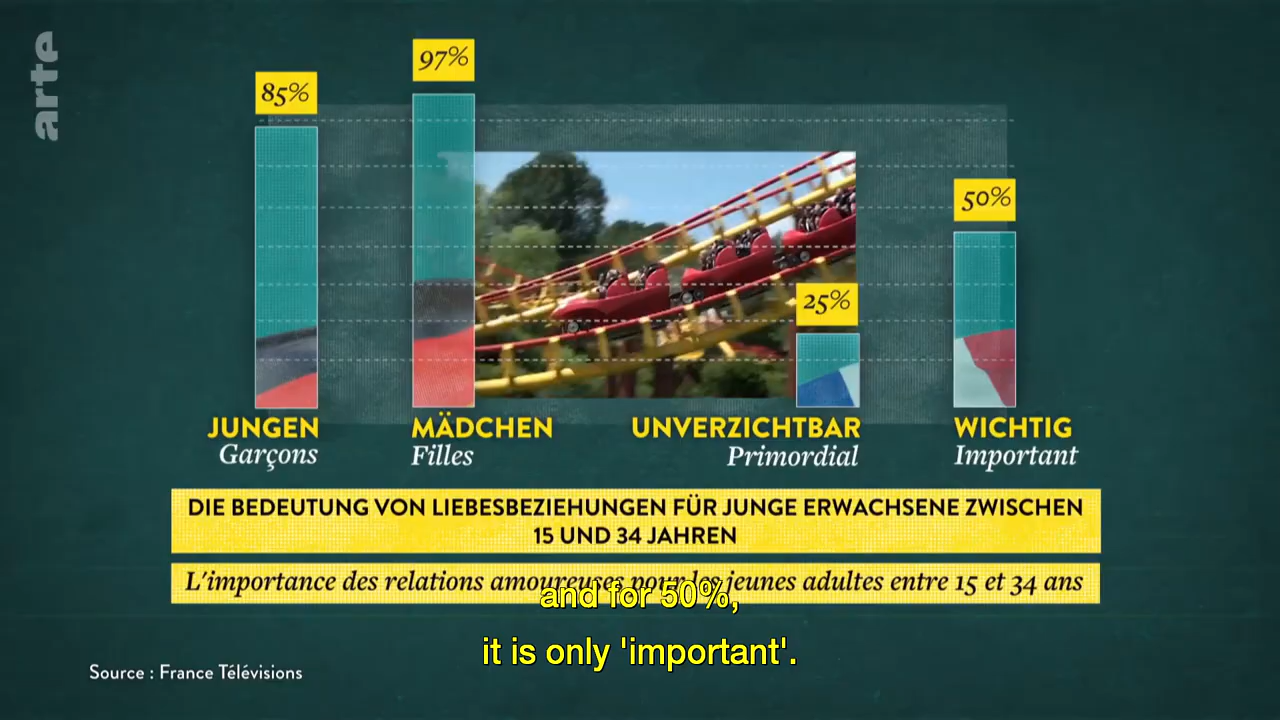 arte
85%
97%
25%
50%
JUNGEN
Garçons
MÄDCHEN
Filles
UNVERZICHTBAR
Primordial
WICHTIG
Important
DIE BEDEUTUNG VON LIEBESBEZIEHUNGEN FÜR JUNGE ERWACHSENE ZWISCHEN
15 UND 34 JAHREN
L'importance des relations amoureuses pour les jeunes adultes entre 15 et 34 ans
and for 50%,
it is only 'important'.
Source : France Télévisions